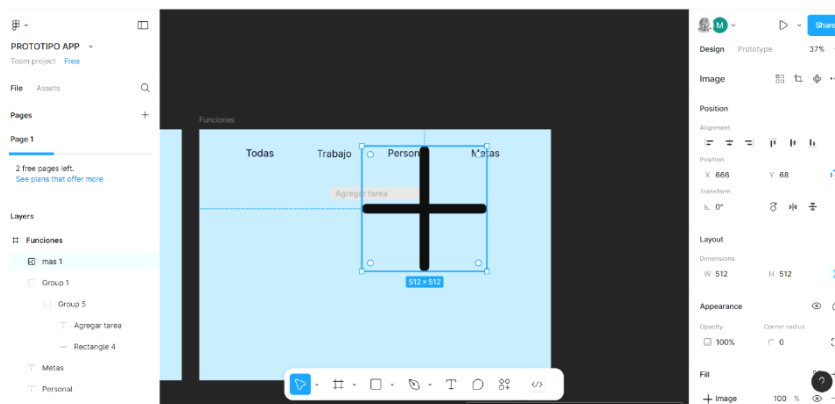 PROTOTIPO APP
Team project Free
File Assets
Pages
Page 1
2 free pages left.
See plans that offer more
Layers
Funciones
mas 1
Group 1
Group 5
Agregar tarea
Rectangle 4
Metas
Personal
Funciones
Todas Trabajo Person Metas
Agregar tarea
512 × 512
M Share
Design Prototype 37%
Image
Position
Alignment
Position
X 666 Y 68
Transform
0°
Layout
Dimensions
W 512 H 512
Appearance
Opacity Corner radius
100% 0
Fill
Image 100 %
?